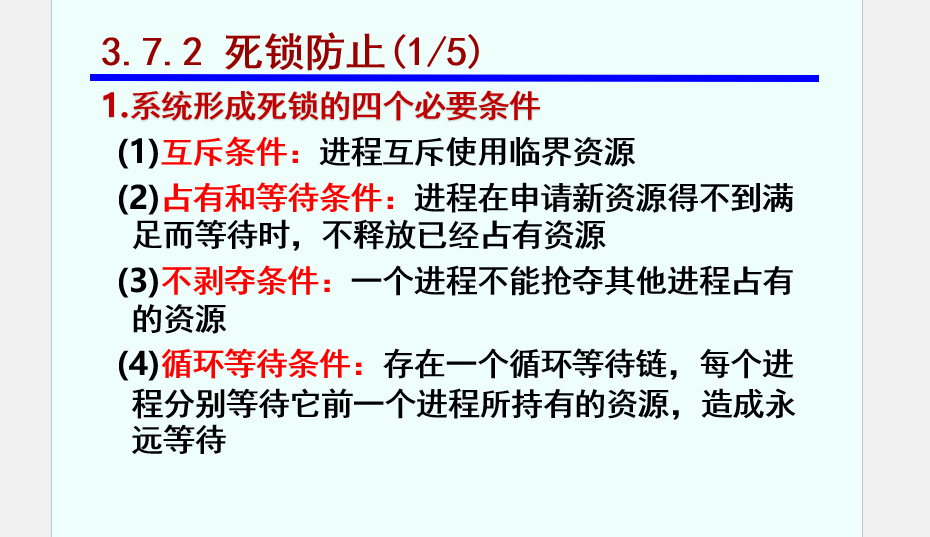 3.7.2 死锁防止(1/5)
1.系统形成死锁的四个必要条件
(1)互斥条件：进程互斥使用临界资源
(2)占有和等待条件：进程在申请新资源得不到满
足而等待时，不释放已经占有资源
(3)不剥夺条件：一个进程不能抢夺其他进程占有
的资源
(4)循环等待条件：存在一个循环等待链，每个进
程分别等待它前一个进程所持有的资源，造成永
远等待